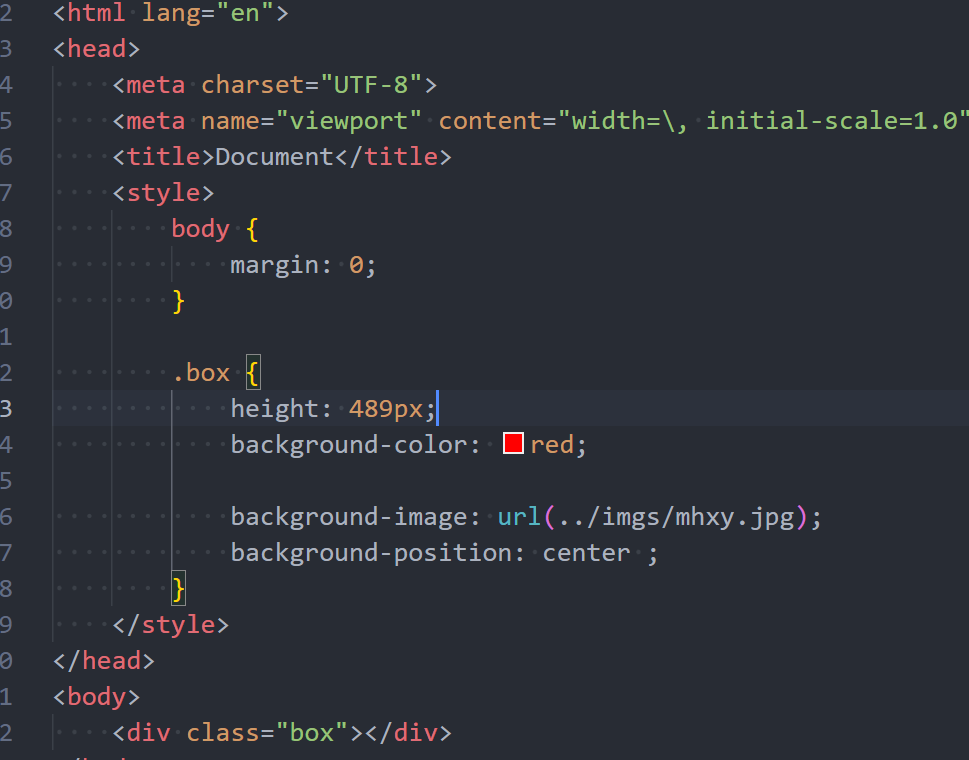 2 <html lang="en">
3 <head>
4     <meta charset="UTF-8">
5     <meta name="viewport" content="width=\, initial-scale=1.0"
6     <title>Document</title>
7     <style>
8         body {
9             margin: 0;
0         }
1
2         .box {
3             height: 489px;
4             background-color: red;
5
6             background-image: url(../imgs/mhxy.jpg);
7             background-position: center ;
8         }
9     </style>
0 </head>
1 <body>
2     <div class="box"></div>